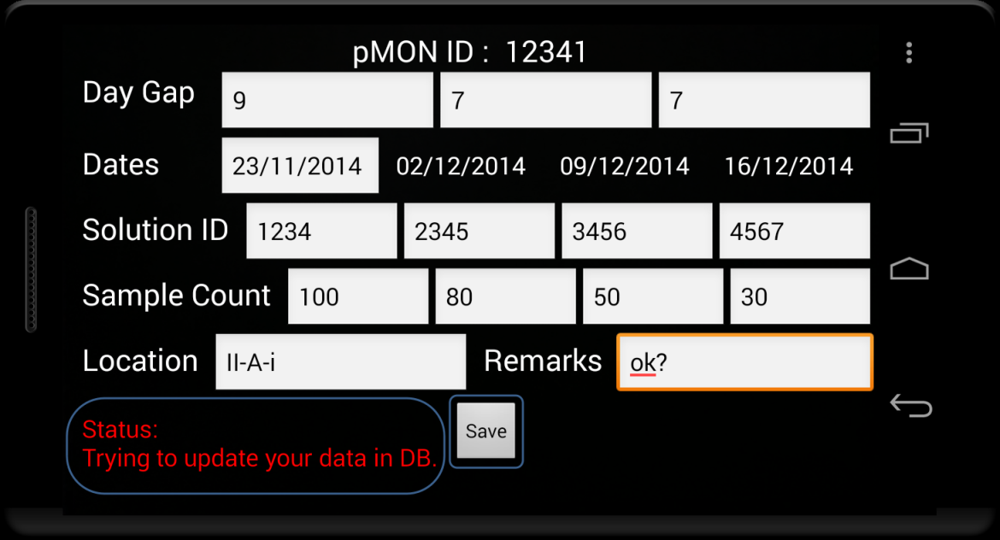 pMON ID :  12341
Day Gap 9 7 7
Dates 23/11/2014 02/12/2014 09/12/2014 16/12/2014
Solution ID 1234 2345 3456 4567
Sample Count 100 80 50 30
Location II-A-i Remarks ok?
Status:
Save
Trying to update your data in DB.